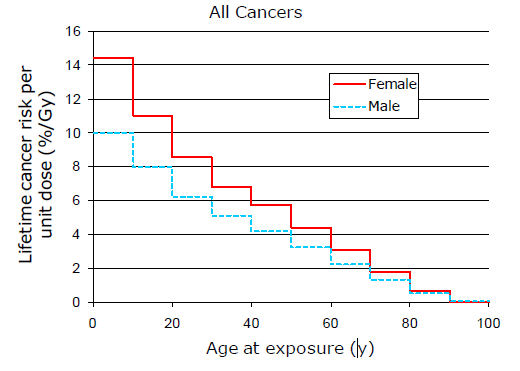 All Cancers
16
14
12
10
8
6
4
2
0
Lifetime cancer risk per
unit dose (%/Gy)
Female
Male
0 20 40 60 80 100
Age at exposure (y)